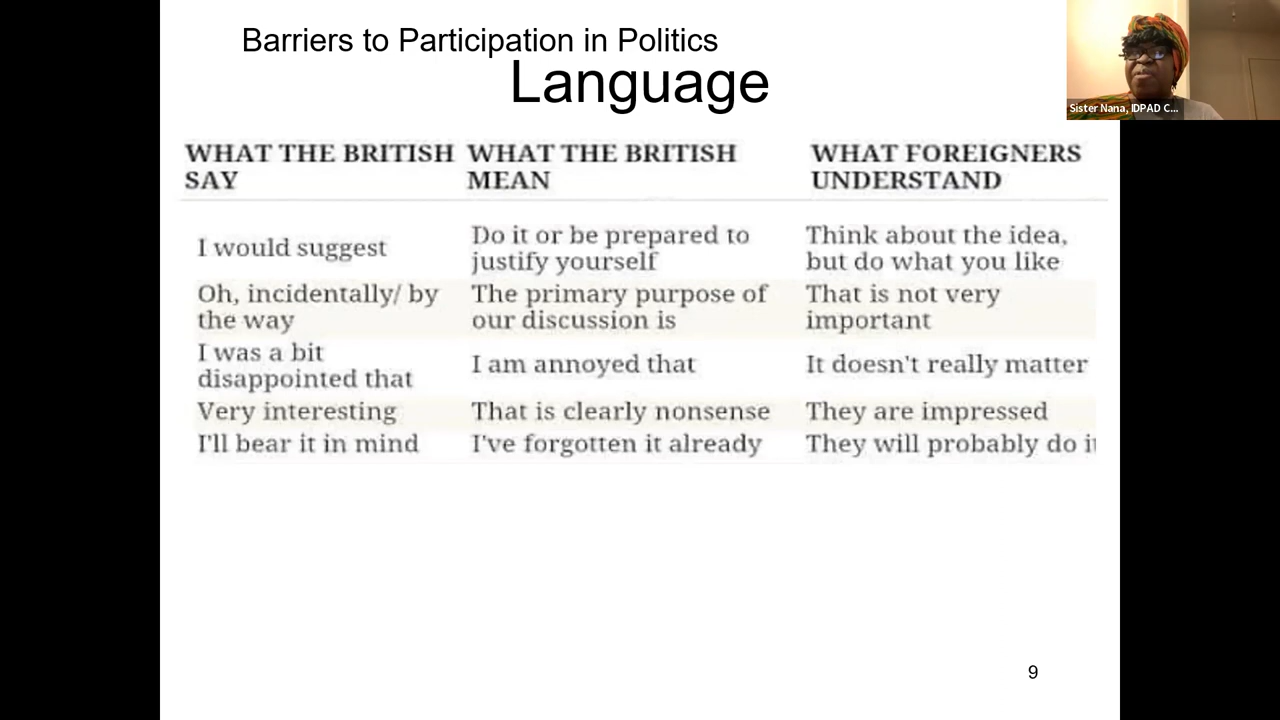 Barriers to Participation in Politics
Language
Sister Nana, IDPAD C...
WHAT THE BRITISH SAY WHAT THE BRITISH MEAN WHAT FOREIGNERS UNDERSTAND
I would suggest Do it or be prepared to justify yourself Think about the idea, but do what you like
Oh, incidentally/ by the way The primary purpose of our discussion is That is not very important
I was a bit disappointed that I am annoyed that It doesn't really matter
Very interesting That is clearly nonsense They are impressed
I'll bear it in mind I've forgotten it already They will probably do it
9